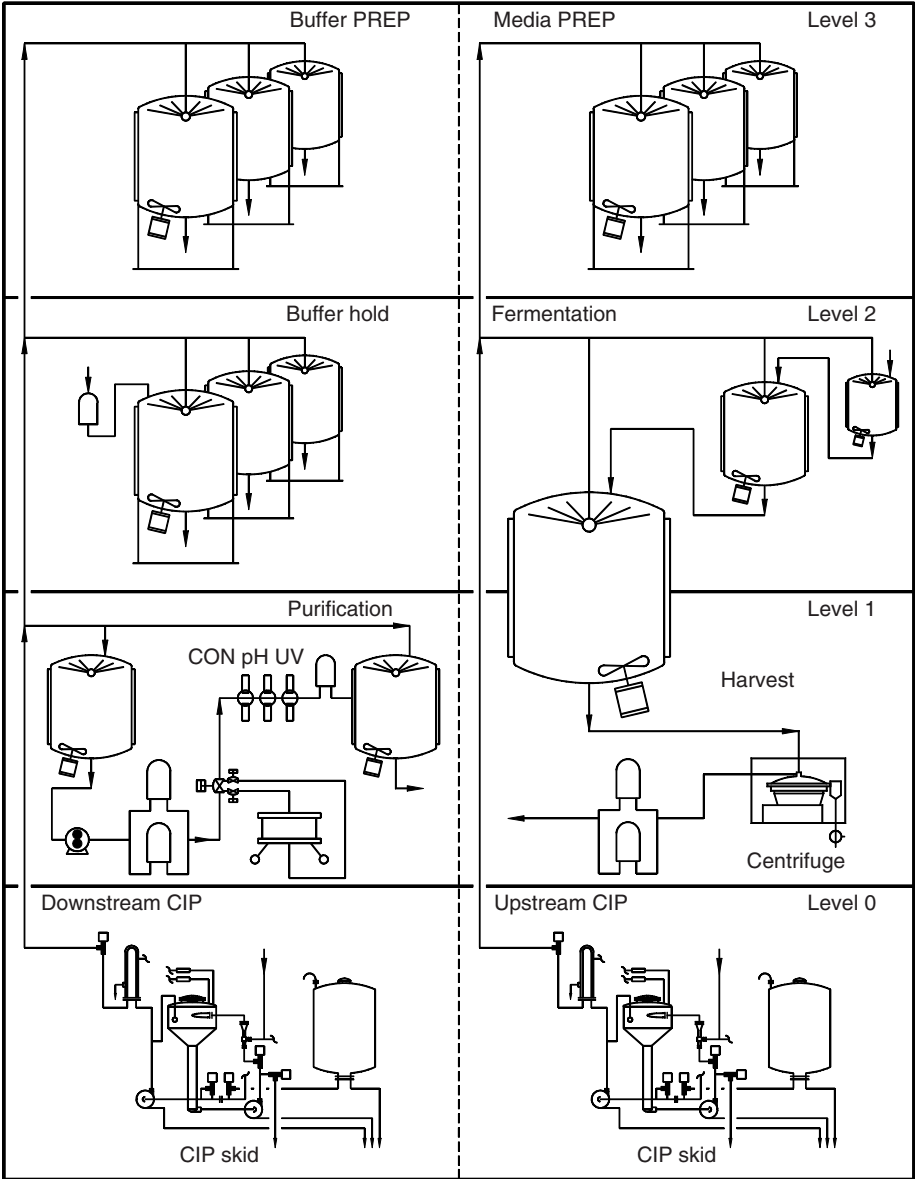 Buffer PREP
Media PREP
Level 3
Buffer hold
Fermentation
Level 2
Purification
Level 1
CON pH UV
Harvest
Centrifuge
Downstream CIP
Upstream CIP
Level 0
CIP skid
CIP skid